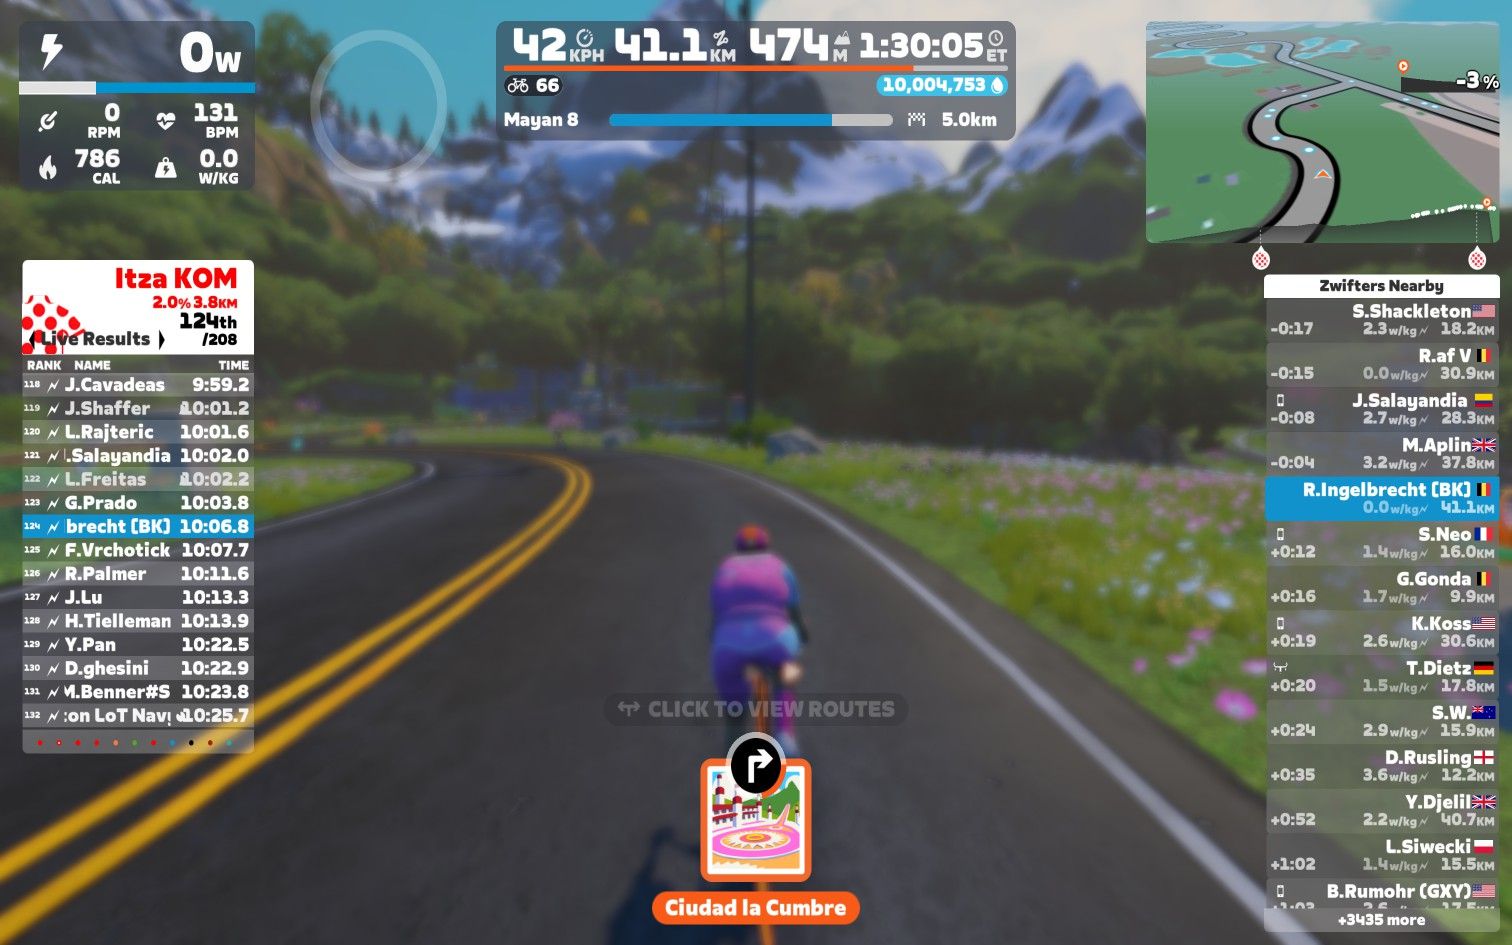 0w
0 RPM
131 BPM
786 CAL
0.0 W/KG
42 KPH 41.1 KM 474 M 1:30:05 ET
66
10,004,753
Mayan 8 5.0km
-3 %
Itza KOM
2.0% 3.8KM
124th
Live Results /208
RANK NAME TIME
118 J.Cavadeas 9:59.2
119 J.Shaffer 10:01.2
120 L.Rajteric 10:01.6
121 .Salayandia 10:02.0
122 L.Freitas 10:02.2
123 G.Prado 10:03.8
124 brecht (BK) 10:06.8
125 F.Vrchotick 10:07.7
126 R.Palmer 10:11.6
127 J.Lu 10:13.3
128 H.Tielleman 10:13.9
129 Y.Pan 10:22.5
130 D.ghesini 10:22.9
131 M.Benner#S 10:23.8
132 :on LoT Navj 10:25.7
Zwifters Nearby
S.Shackleton
-0:17 2.3w/kg 18.2KM
R.af V
-0:15 0.0w/kg 30.9KM
J.Salayandia
-0:08 2.7w/kg 28.3KM
M.Aplin
-0:04 3.2w/kg 37.8KM
R.Ingelbrecht (BK)
0.0w/kg 41.1KM
S.Neo
+0:12 1.4w/kg 16.0KM
G.Gonda
+0:16 1.7w/kg 9.9KM
K.Koss
+0:19 2.6w/kg 30.6KM
T.Dietz
+0:20 1.5w/kg 17.8KM
S.W.
+0:24 2.9w/kg 15.9KM
D.Rusling
+0:35 3.6w/kg 12.2KM
Y.Djelil
+0:52 2.2w/kg 40.7KM
L.Siwecki
+1:02 1.4w/kg 15.5KM
B.Rumohr (GXY)
+1:03 2.6w/kg 17.5KM
+3435 more
CLICK TO VIEW ROUTES
Ciudad la Cumbre